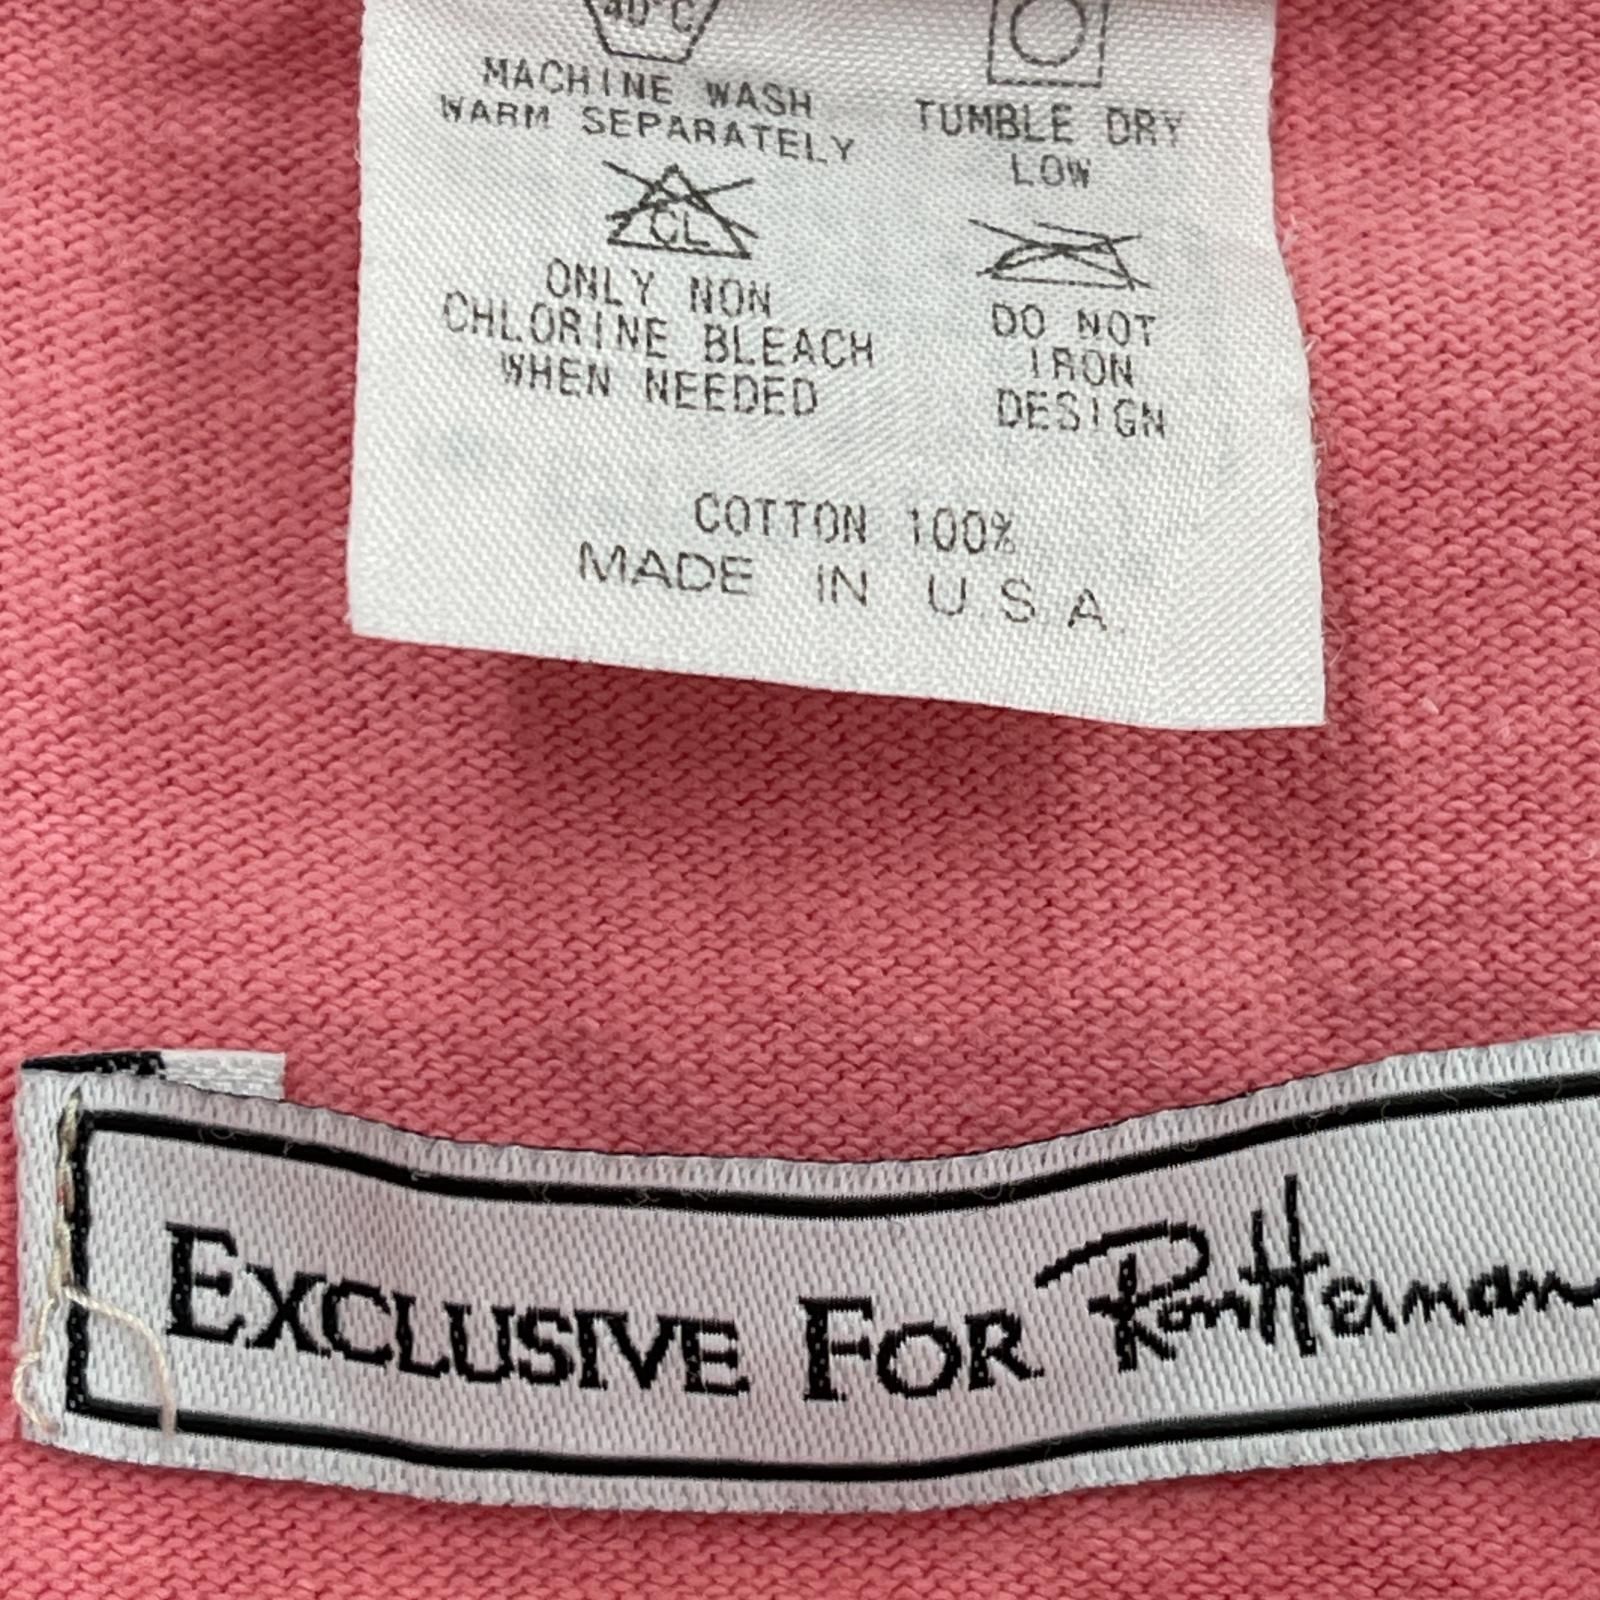 40°C
MACHINE WASH
WARM SEPARATELY
TUMBLE DRY
LOW
CL
ONLY NON
CHLORINE BLEACH
WHEN NEEDED
DO NOT
IRON
DESIGN
COTTON 100%
MADE IN U.S.A.
EXCLUSIVE FOR Ron Herman